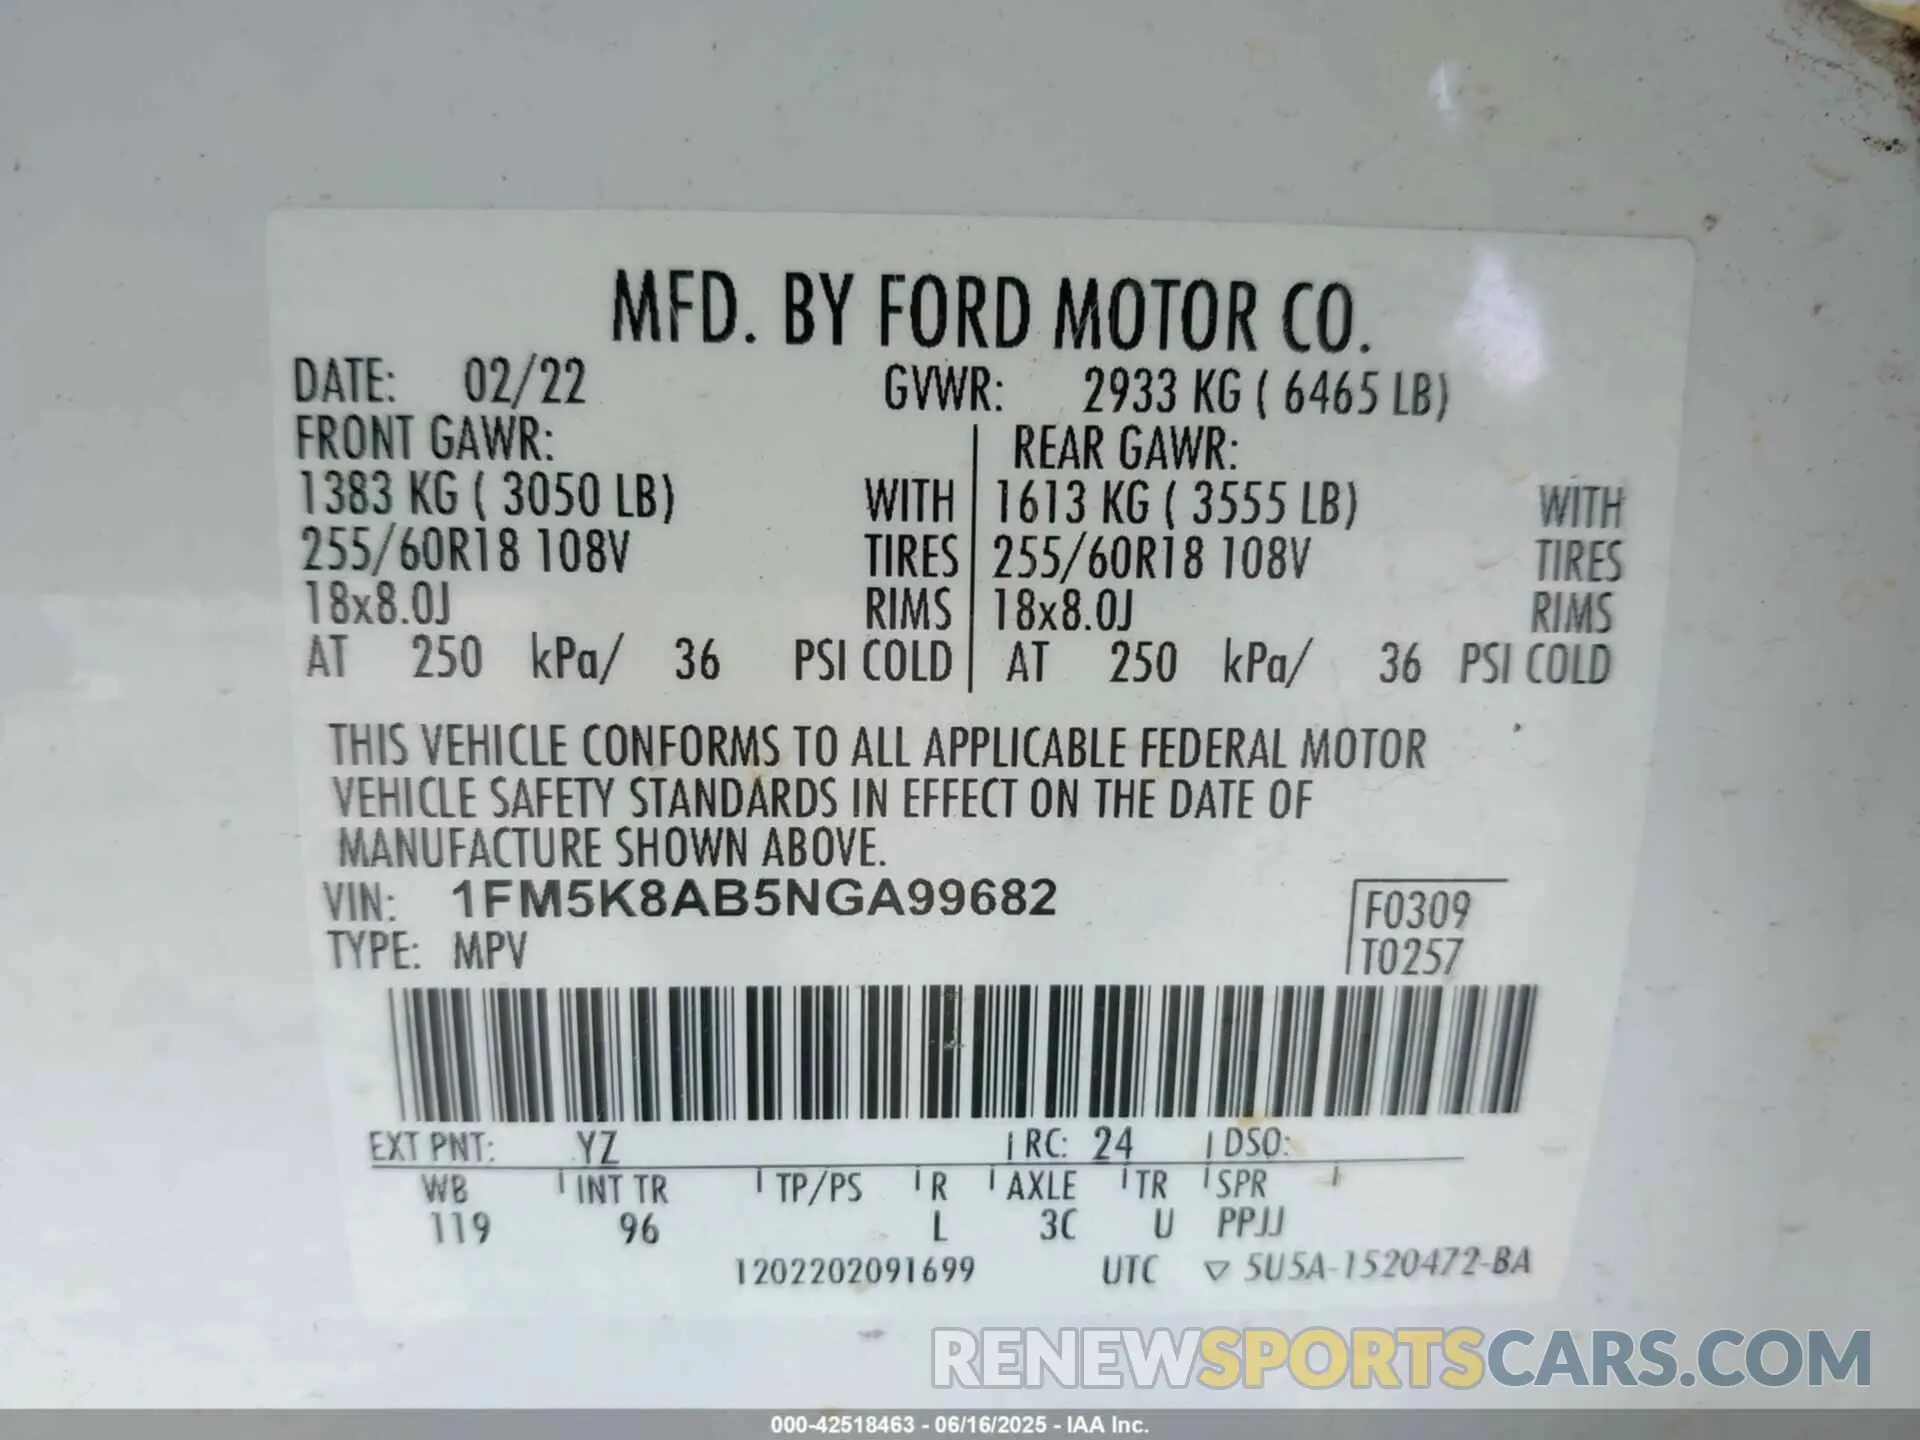 MFD. BY FORD MOTOR CO.
DATE: 02/22 GVWR: 2933 KG ( 6465 LB)
FRONT GAWR: REAR GAWR:
1383 KG ( 3050 LB) WITH 1613 KG ( 3555 LB) WITH
255/60R18 108V TIRES 255/60R18 108V TIRES
18x8.0J RIMS 18x8.0J RIMS
AT 250 kPa/ 36 PSI COLD AT 250 kPa/ 36 PSI COLD
THIS VEHICLE CONFORMS TO ALL APPLICABLE FEDERAL MOTOR
VEHICLE SAFETY STANDARDS IN EFFECT ON THE DATE OF
MANUFACTURE SHOWN ABOVE.
VIN: 1FM5K8AB5NGA99682 F0309
TYPE: MPV T0257
EXT PNT: YZ RC: 24 DSO:
WB INT TR TP/PS R AXLE TR SPR
119 96 L 3C U PPJJ
1202202091699 UTC ▽ 5U5A-1520472-BA
RENEWSPORTSCARS.COM
000-42518463 - 06/16/2025 - IAA Inc.